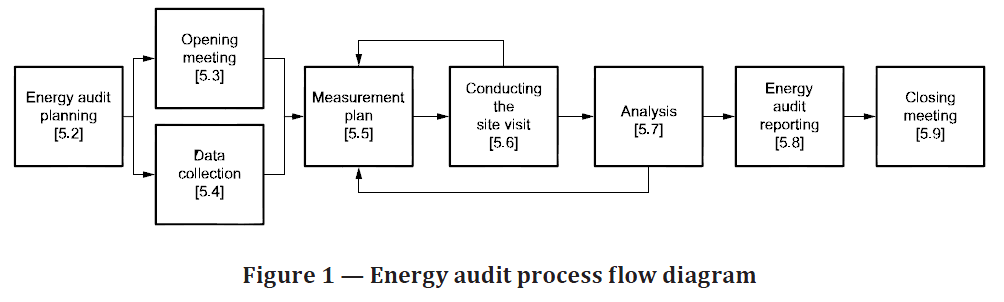 Energy audit
planning
[5.2]
Opening
meeting
[5.3]
Data
collection
[5.4]
Measurement
plan
[5.5]
Conducting
the
site visit
[5.6]
Analysis
[5.7]
Energy
audit
reporting
[5.8]
Closing
meeting
[5.9]
Figure 1 — Energy audit process flow diagram